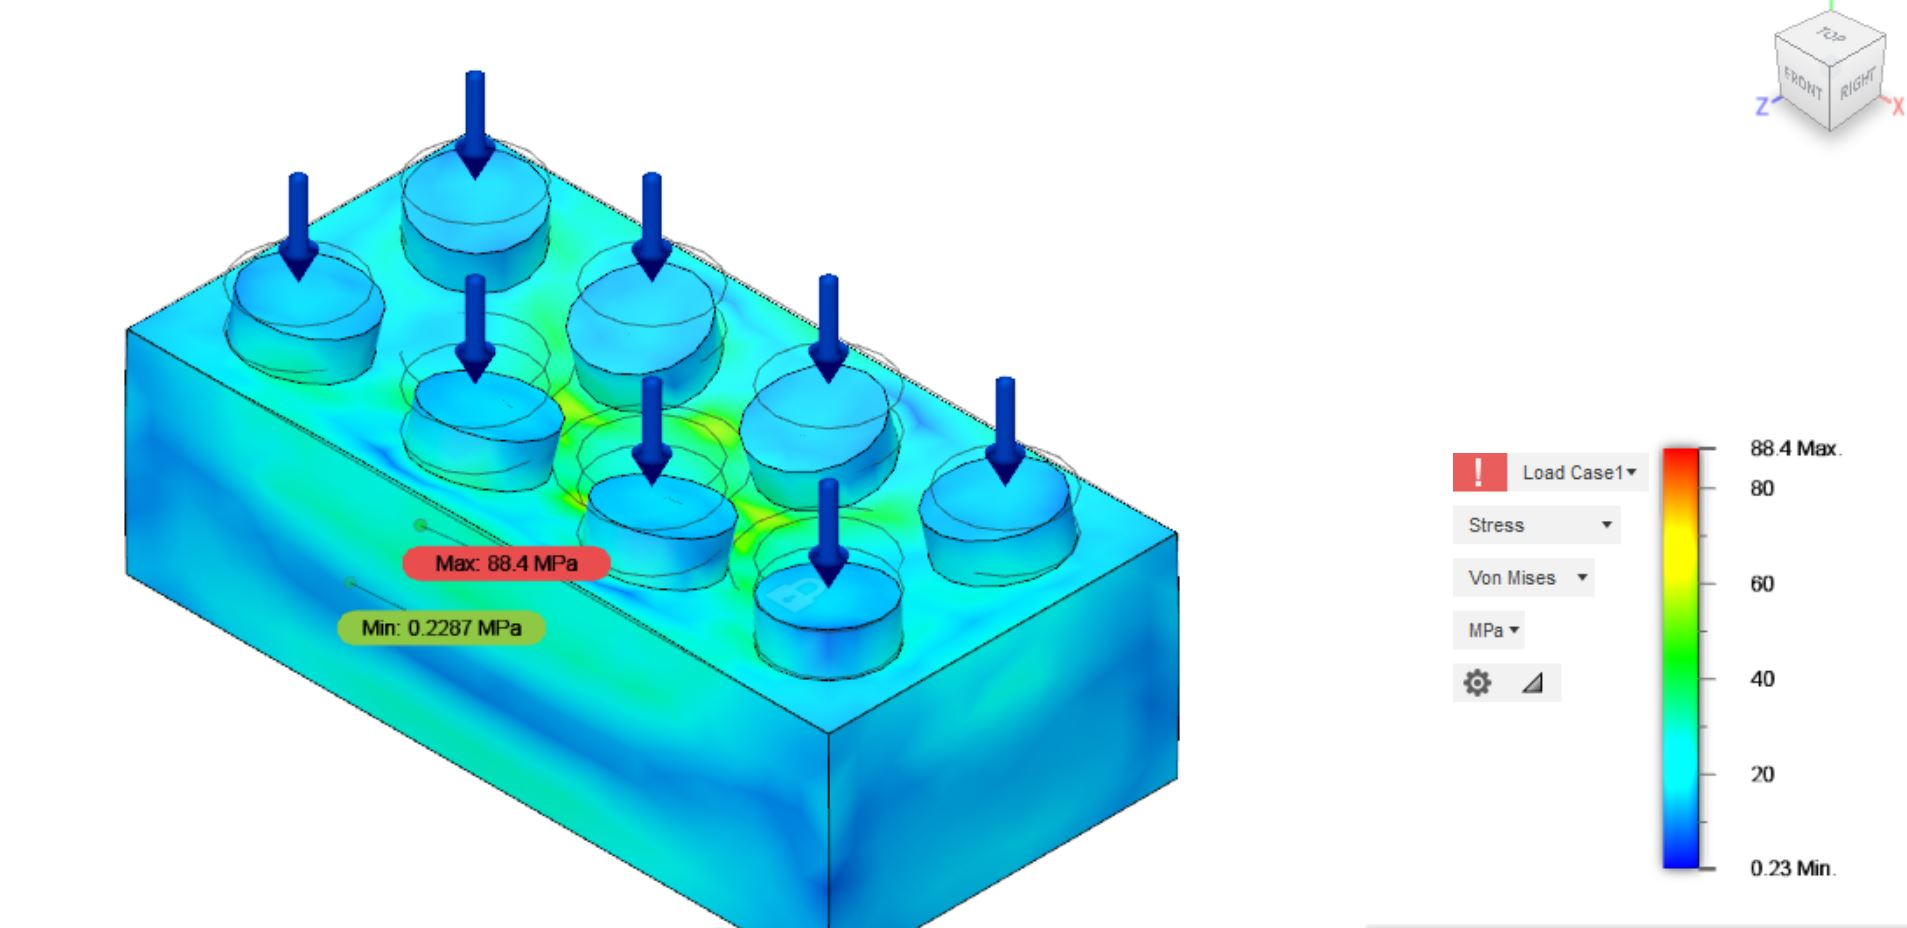 TOP
FRONT
RIGHT
Z
X
88.4 Max.
! Load Case1
80
Stress
Max: 88.4 MPa
Von Mises
60
Min: 0.2287 MPa
MPa
40
20
0.23 Min.